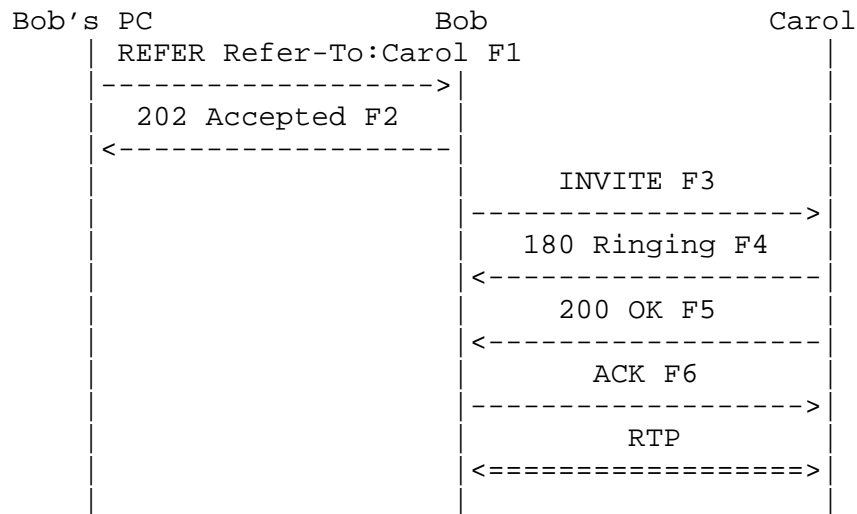 Bob's PC Bob Carol
REFER Refer-To:Carol F1
202 Accepted F2
INVITE F3
180 Ringing F4
200 OK F5
ACK F6
RTP